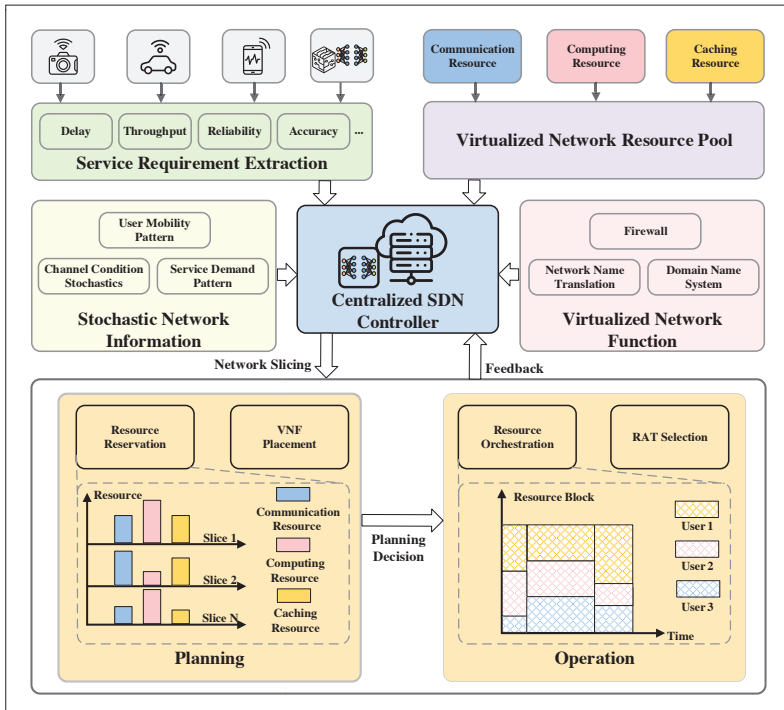 Communication
Resource
Computing
Resource
Caching
Resource
Delay
Throughput
Reliability
Accuracy
...
Service Requirement Extraction
Virtualized Network Resource Pool
User Mobility
Pattern
Channel Condition
Stochastics
Service Demand
Pattern
Stochastic Network
Information
Centralized SDN
Controller
Firewall
Network Name
Translation
Domain Name
System
Virtualized Network
Function
Network Slicing
Feedback
Resource
Reservation
VNF
Placement
Resource
Slice 1
Slice 2
Slice N
Communication
Resource
Computing
Resource
Caching
Resource
Planning
Planning
Decision
Resource
Orchestration
RAT Selection
Resource Block
Time
User 1
User 2
User 3
Operation